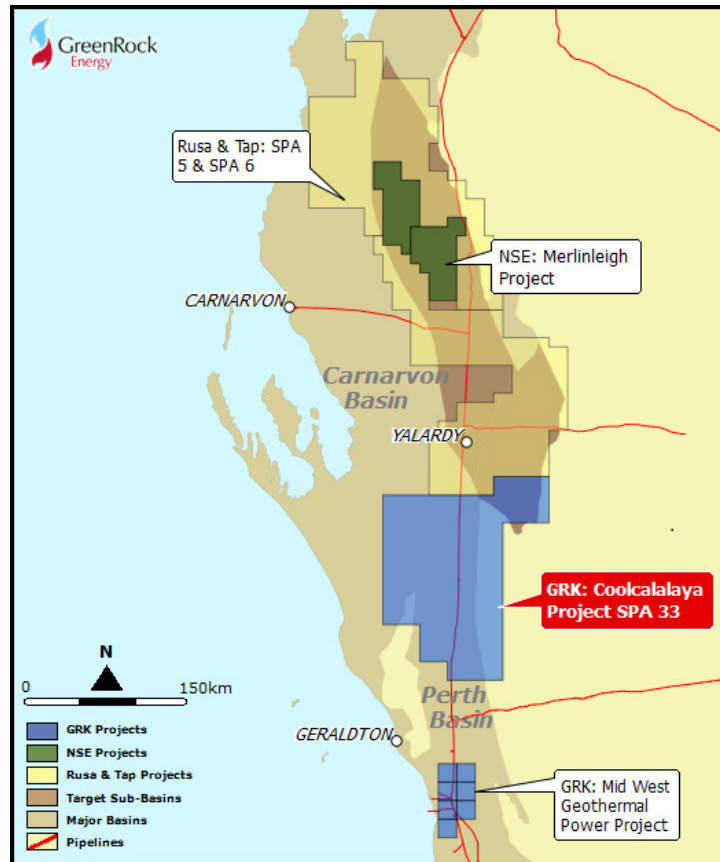 GreenRock
Energy
Rusa & Tap: SPA
5 & SPA 6
NSE: Merlinleigh
Project
CARNARVON
Carnarvon
Basin
YALARDY
GRK: Coolcalalaya
Project SPA 33
N
0 150km
Perth
Basin
GERALDTON
GRK: Mid West
Geothermal
Power Project
GRK Projects
NSE Projects
Rusa & Tap Projects
Target Sub-Basins
Major Basins
Pipelines